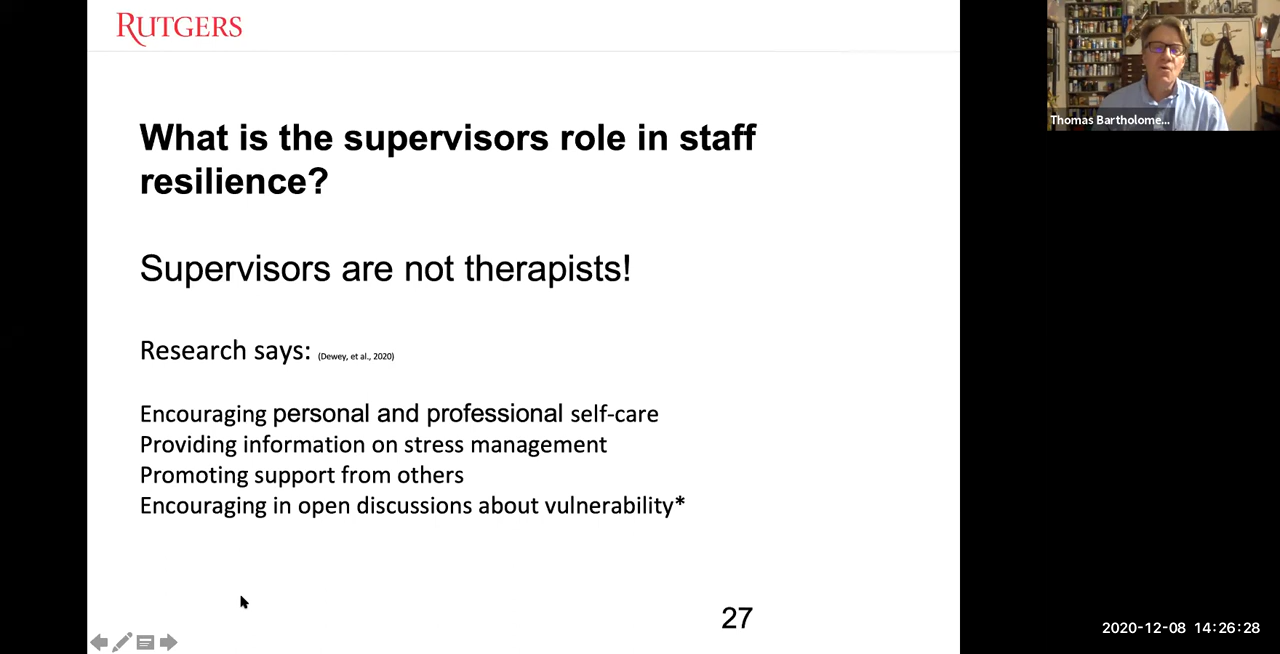 RUTGERS
Thomas Bartholome...
What is the supervisors role in staff
resilience?
Supervisors are not therapists!
Research says: (Dewey, et al., 2020)
Encouraging personal and professional self-care
Providing information on stress management
Promoting support from others
Encouraging in open discussions about vulnerability*
27
2020-12-08 14:26:28